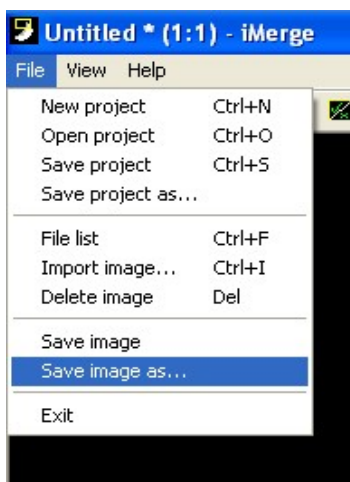 Untitled * (1:1) - iMerge
File View Help
New project Ctrl+N
Open project Ctrl+O
Save project Ctrl+S
Save project as...
File list Ctrl+F
Import image... Ctrl+I
Delete image Del
Save image
Save image as...
Exit